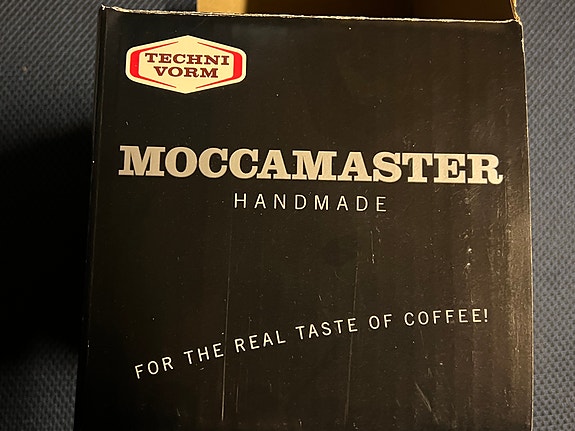 TECHNI
VORM
MOCCAMASTER
HANDMADE
FOR THE REAL TASTE OF COFFEE!